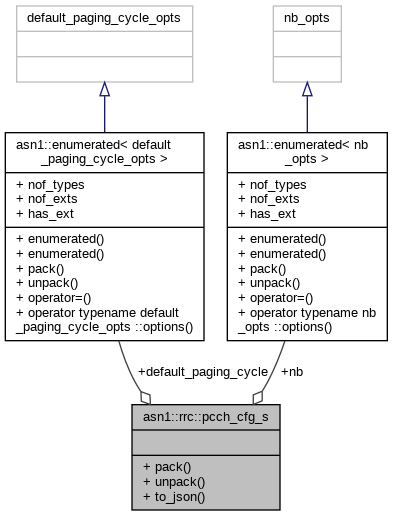 default_paging_cycle_opts
nb_opts
asn1::enumerated< default
_paging_cycle_opts >
+ nof_types
+ nof_exts
+ has_ext
+ enumerated()
+ enumerated()
+ pack()
+ unpack()
+ operator=()
+ operator typename default
_paging_cycle_opts ::options()
asn1::enumerated< nb
_opts >
+ nof_types
+ nof_exts
+ has_ext
+ enumerated()
+ enumerated()
+ pack()
+ unpack()
+ operator=()
+ operator typename nb
_opts ::options()
+default_paging_cycle
+nb
asn1::rrc::pcch_cfg_s
+ pack()
+ unpack()
+ to_json()